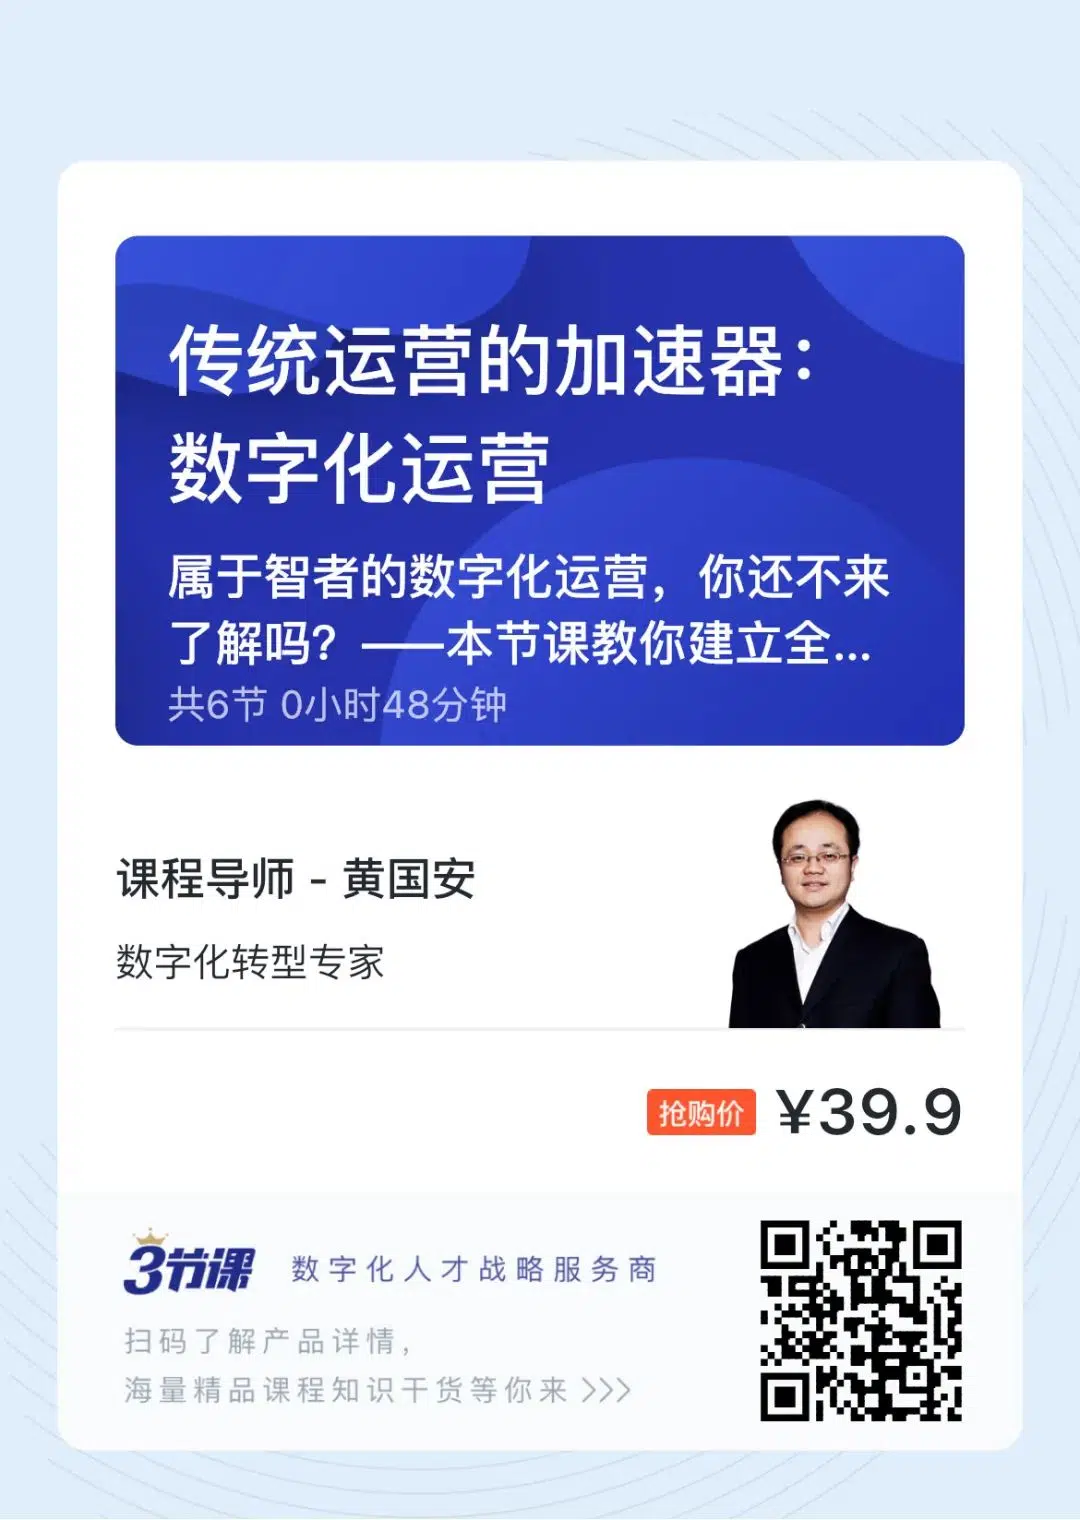 传统运营的加速器：
数字化运营
属于智者的数字化运营，你还不来
了解吗？——本节课教你建立全...
共6节 0小时48分钟
课程导师 - 黄国安
数字化转型专家
抢购价 ¥39.9
3节课 数字化人才战略服务商
扫码了解产品详情，
海量精品课程知识干货等你来 >>>